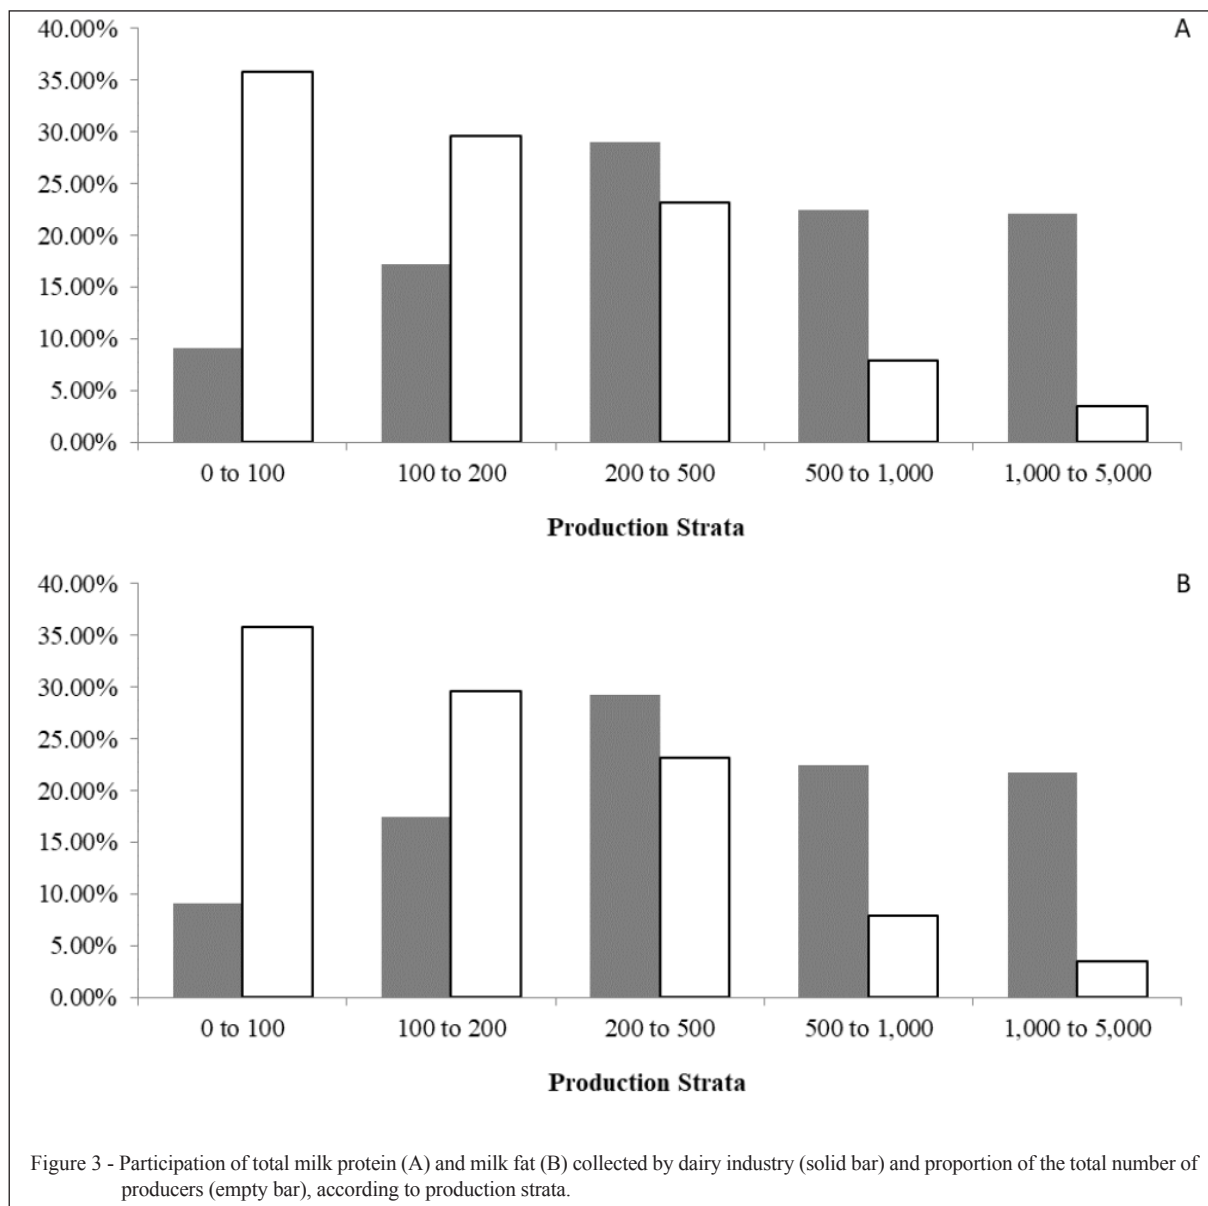 A
40.00%
35.00%
30.00%
25.00%
20.00%
15.00%
10.00%
5.00%
0.00%
0 to 100 100 to 200 200 to 500 500 to 1,000 1,000 to 5,000
Production Strata
B
40.00%
35.00%
30.00%
25.00%
20.00%
15.00%
10.00%
5.00%
0.00%
0 to 100 100 to 200 200 to 500 500 to 1,000 1,000 to 5,000
Production Strata
Figure 3 - Participation of total milk protein (A) and milk fat (B) collected by dairy industry (solid bar) and proportion of the total number of
producers (empty bar), according to production strata.